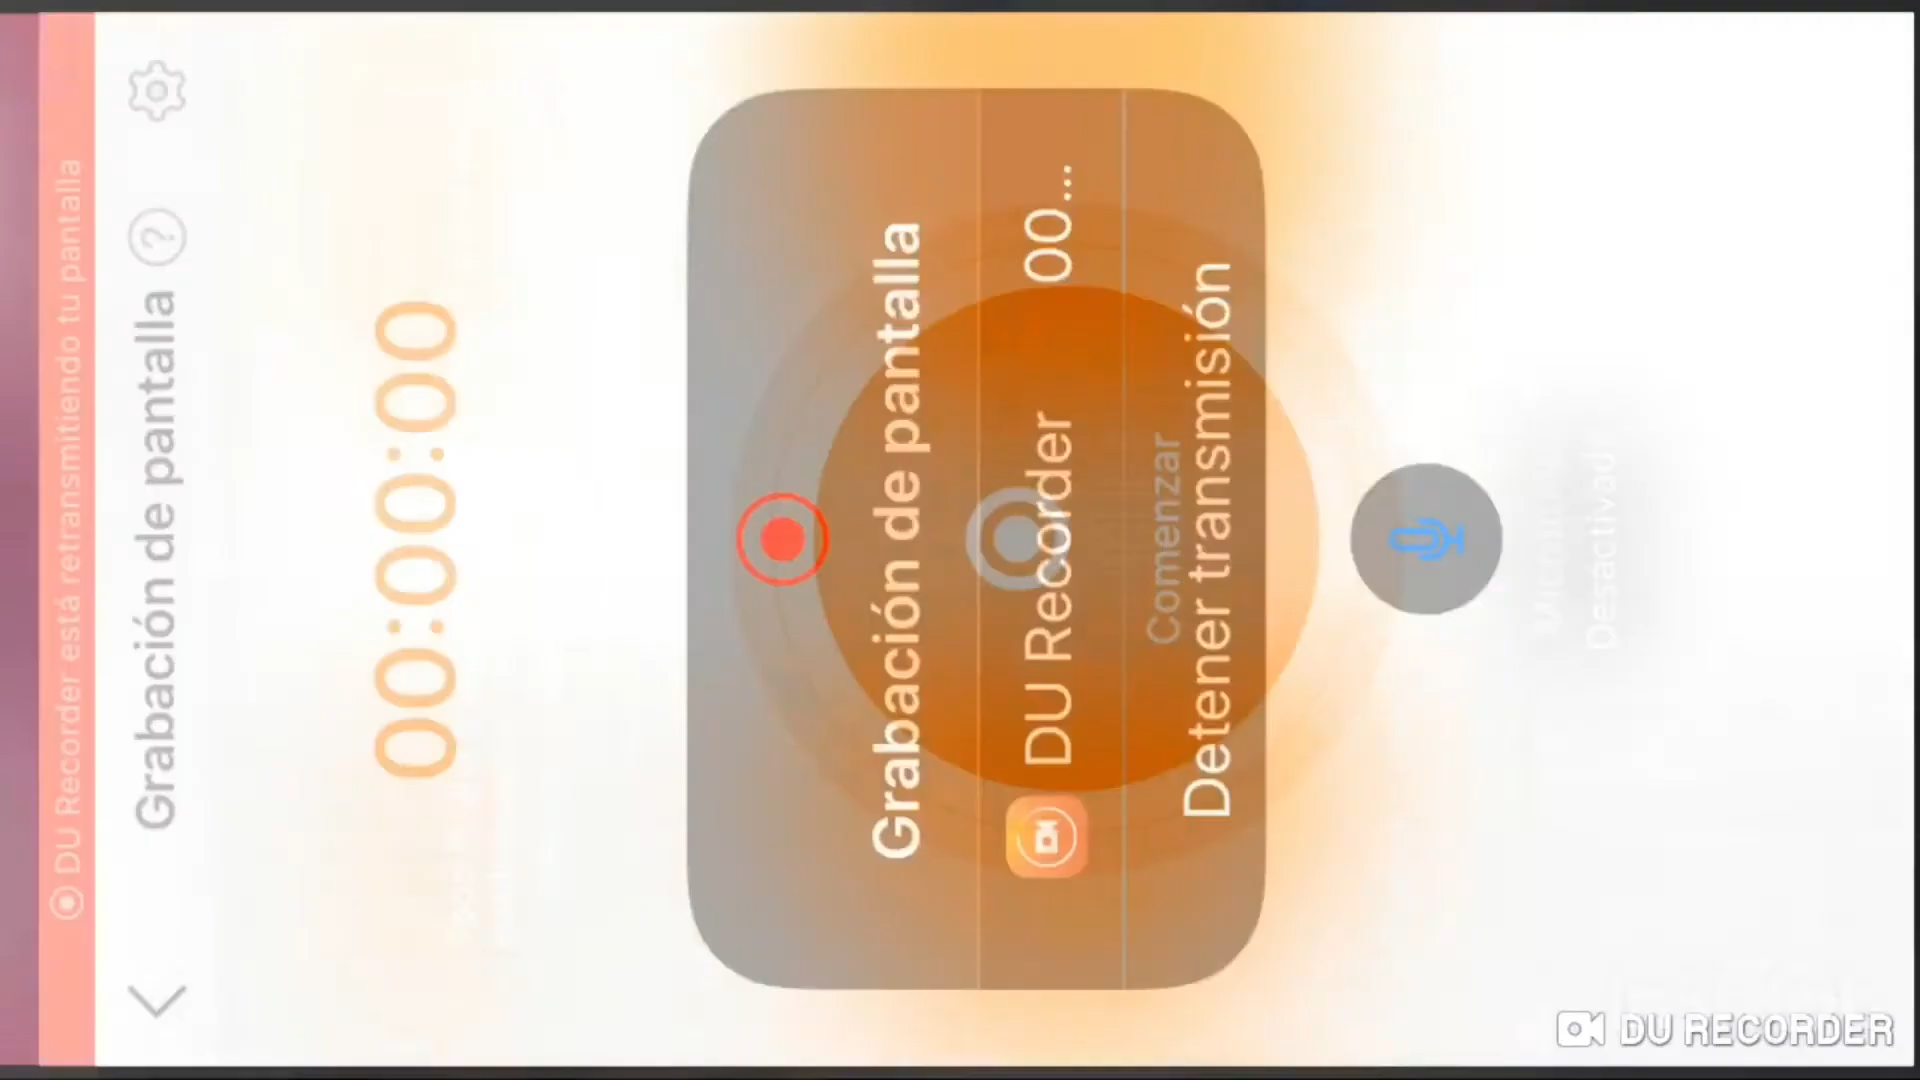 DU Recorder está retransmitiendo tu pantalla
Grabación de pantalla ?
00:00:00
Grabación de pantalla
DU Recorder 00...
Comenzar
Detener transmisión
Desactivad
DU RECORDER